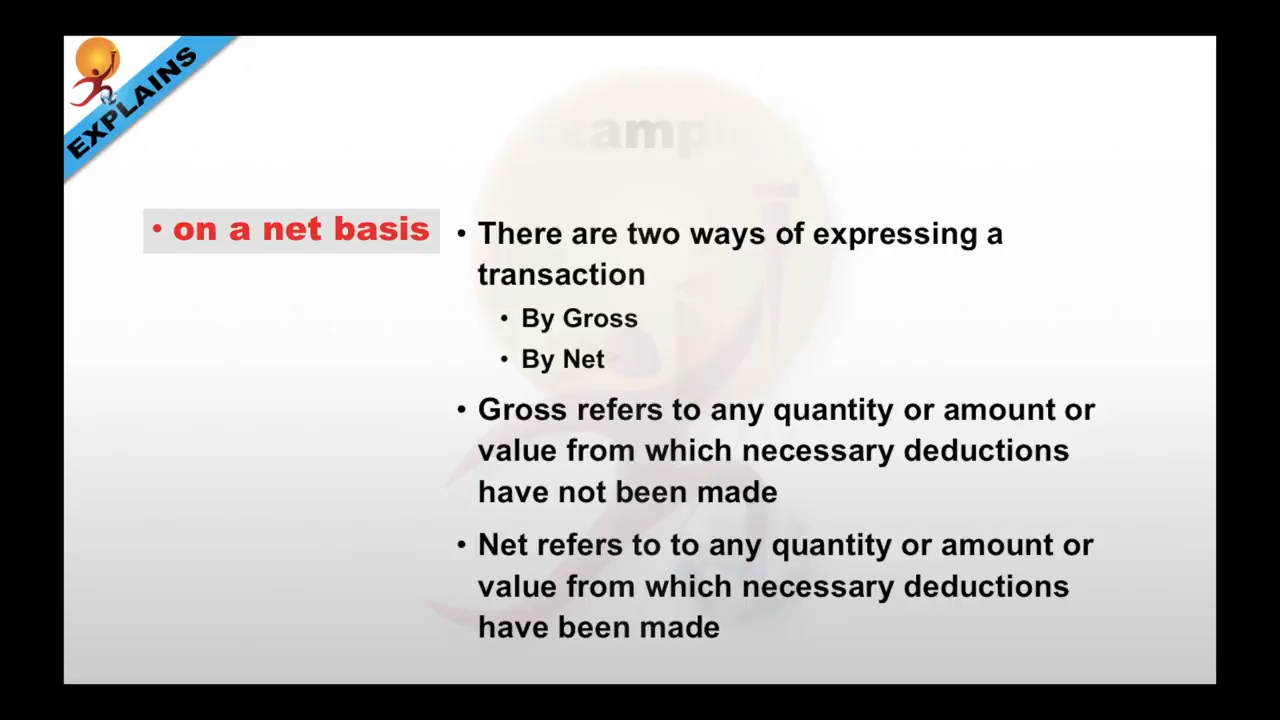 EXPLAINS
• on a net basis
• There are two ways of expressing a
transaction
• By Gross
• By Net
• Gross refers to any quantity or amount or
value from which necessary deductions
have not been made
• Net refers to to any quantity or amount or
value from which necessary deductions
have been made